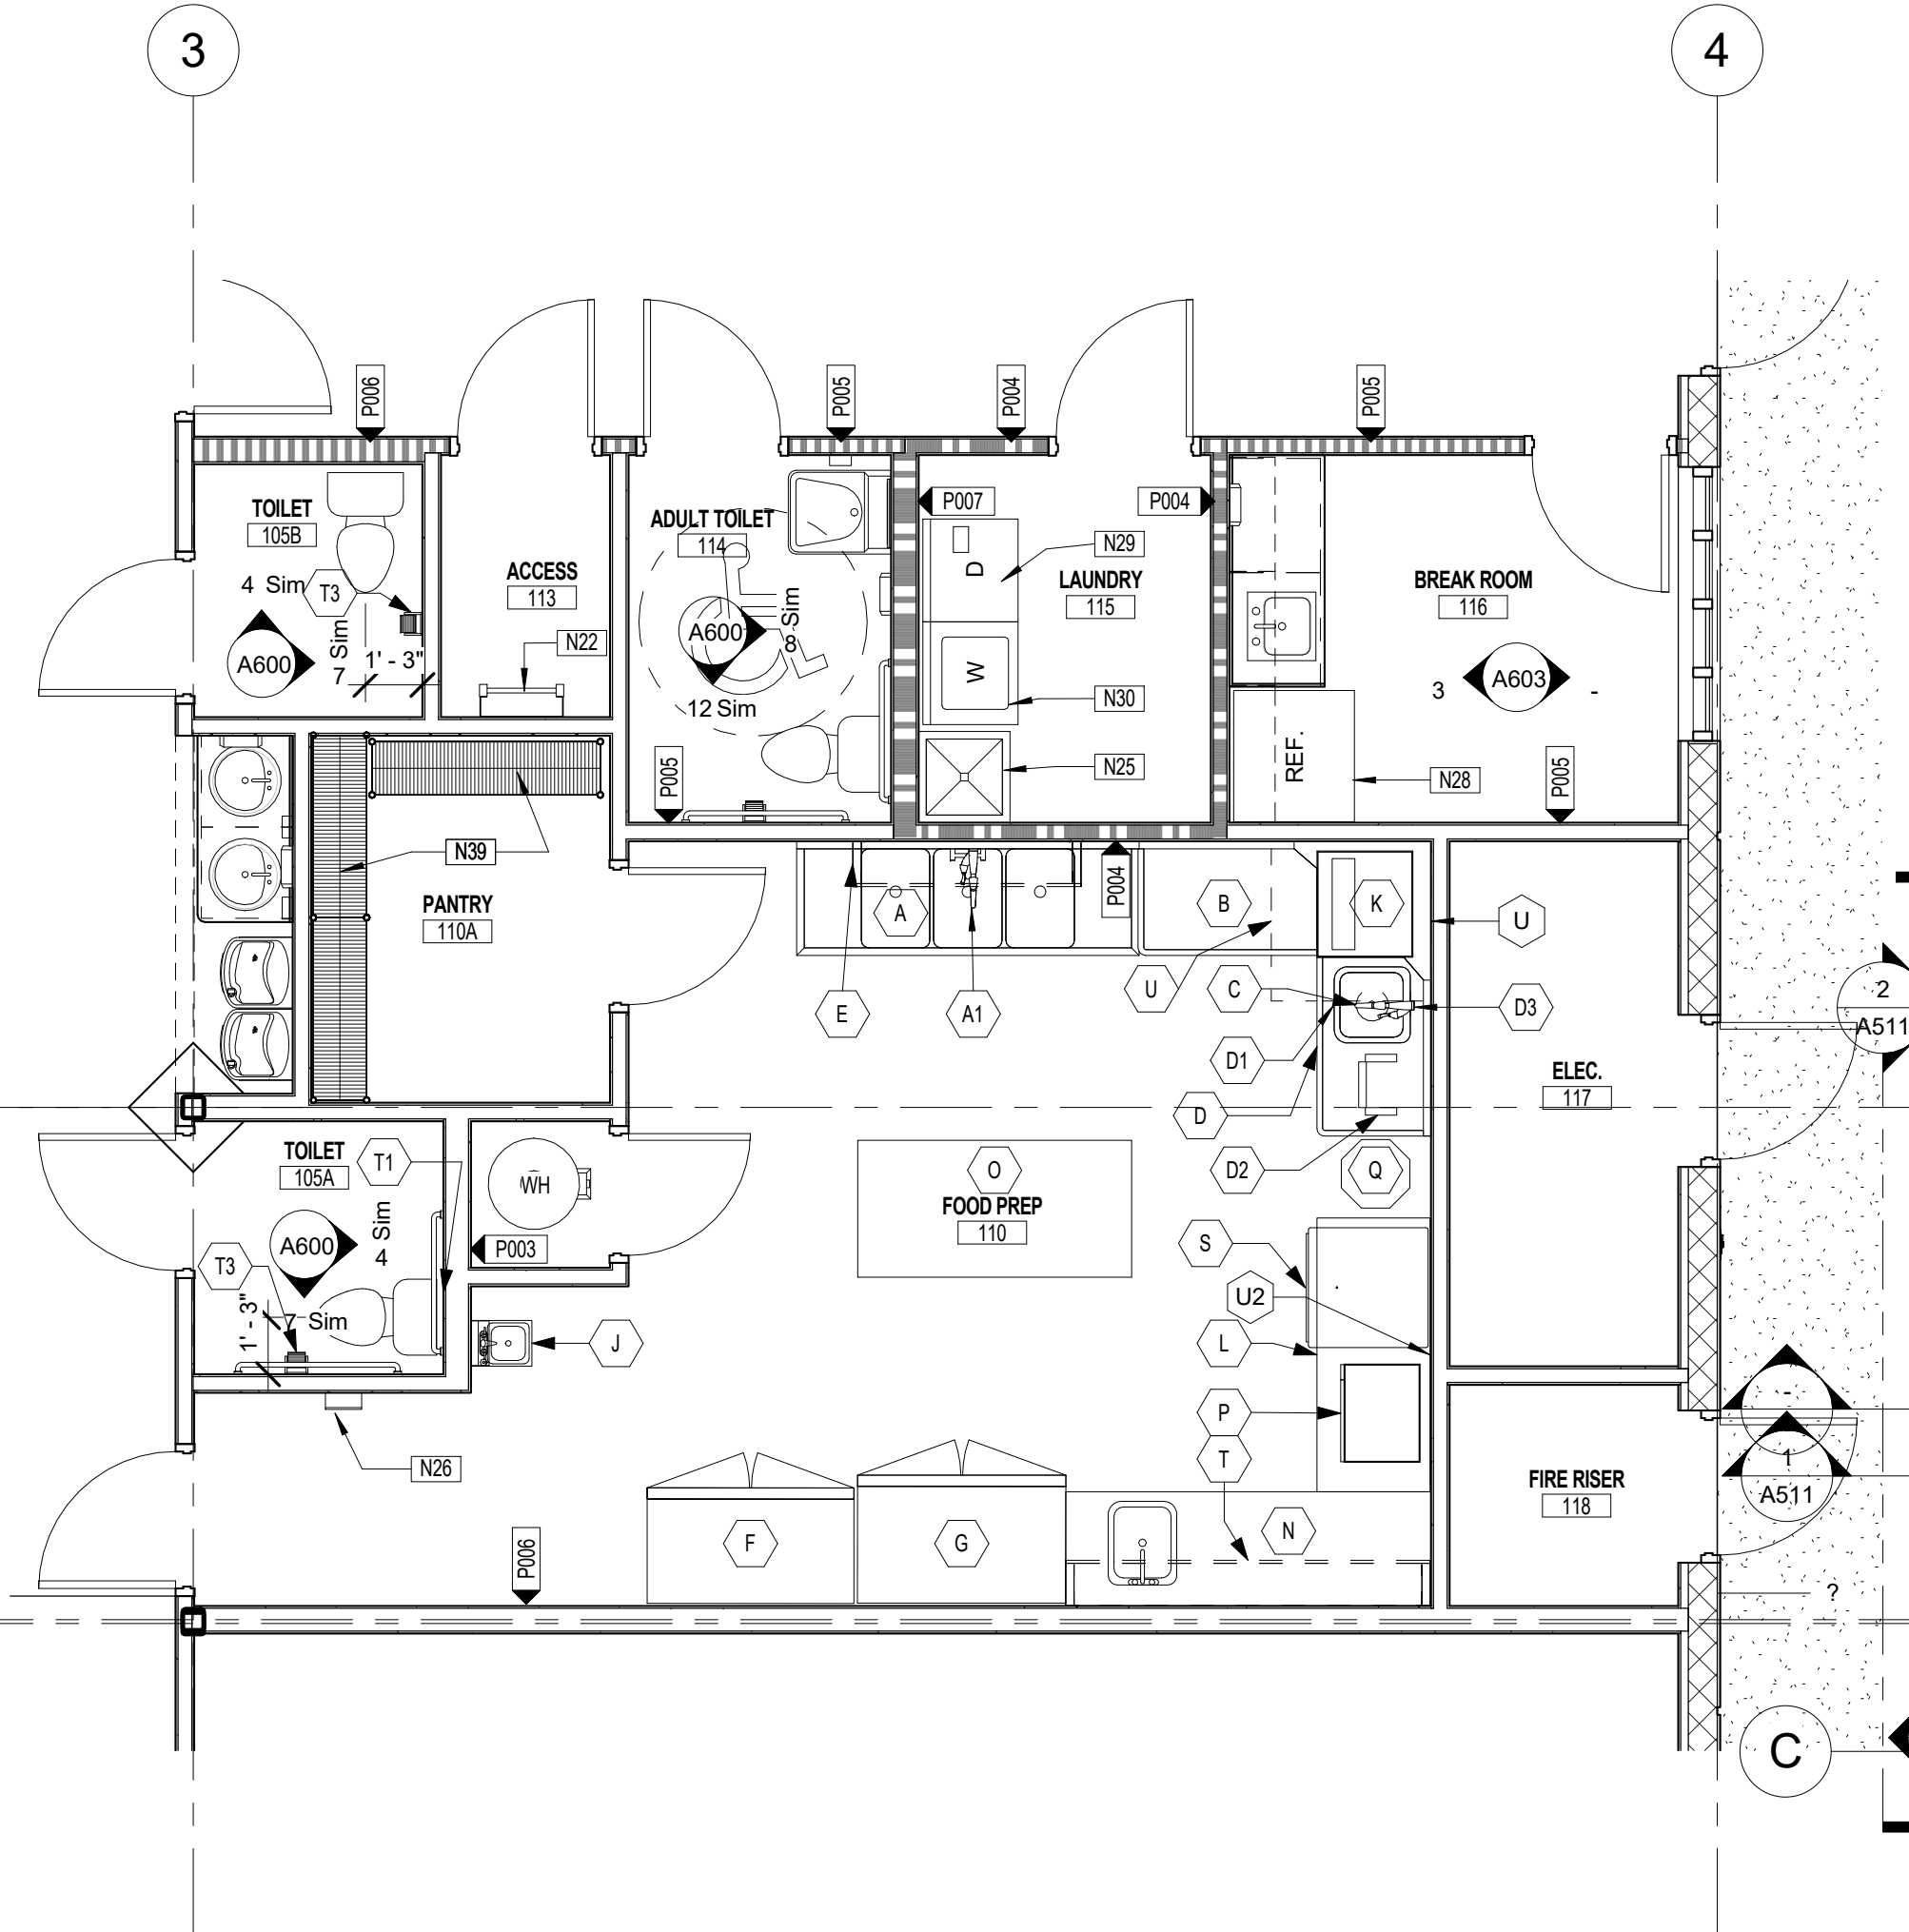 3
4
P006
P005
P004
P005
TOILET
105B
4 Sim
T3
A600
7 Sim
1' - 3"
ACCESS
113
N22
ADULT TOILET
114
A600
8 Sim
12 Sim
P005
P007
P004
D
N29
LAUNDRY
115
W
N30
N25
BREAK ROOM
116
3
A603
-
REF.
N28
P005
N39
PANTRY
110A
A
P004
B
K
U
E
A1
U
C
D3
D1
D
D2
Q
ELEC.
117
2
A511
TOILET
105A
T1
4 Sim
A600
T3
7 Sim
1' - 3"
WH
P003
O
FOOD PREP
110
S
U2
J
L
P
T
N26
F
G
N
P006
FIRE RISER
118
-
1
A511
?
C